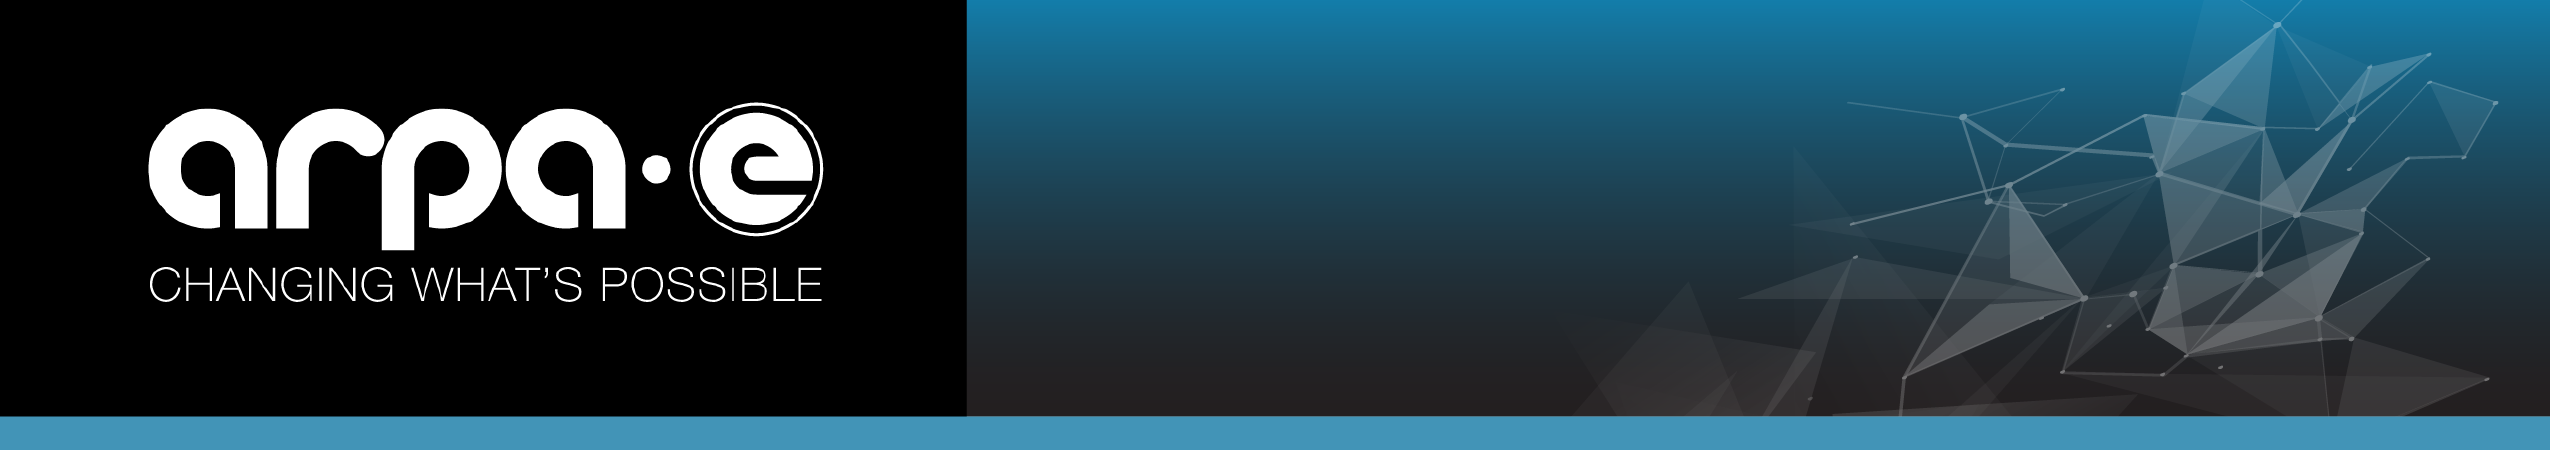 arpa·e
CHANGING WHAT'S POSSIBLE